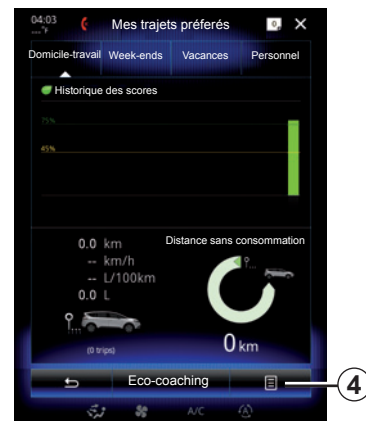 04:03
---°F
Mes trajets préférés
Domicile-travail Week-ends Vacances Personnel
Historique des scores
75%
45%
0.0 km
-- km/h
-- L/100km
0.0 L
(0 trips)
Distance sans consommation
0 km
Eco-coaching
4
A/C